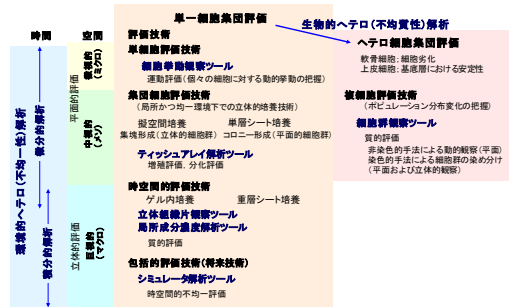 時間
空間
単一細胞集団評価
生物的ヘテロ(不均質性)解析
環境的ヘテロ(不均一性)解析
微分的解析
積分的解析
平面的評価
立体的評価
微視的
(ミクロ)
中視的
(メソ)
巨視的
(マクロ)
評価技術
単細胞評価技術
細胞挙動観察ツール
運動評価(個々の細胞に対する動的挙動の把握)
集団細胞評価技術
(局所かつ均一環境下での立体的培養技術)
擬空間培養　単層シート培養
集塊形成(立体的細胞群)　コロニー形成(平面的細胞群)
ティッシュアレイ解析ツール
増殖評価、分化評価
時空間的評価技術
ゲル内培養　重層シート培養
立体組織片観察ツール
局所成分濃度解析ツール
質的評価
包括的評価技術(将来技術)
シミュレータ解析ツール
時空間的不均一評価
ヘテロ細胞集団評価
軟骨細胞；細胞劣化
上皮細胞；基底層における安定性
複細胞評価技術
(ポピュレーション分布変化の把握)
細胞群観察ツール
質的評価
非染色的手法による動的観察(平面)
染色的手法による細胞群の染め分け
(平面および立体的観察)